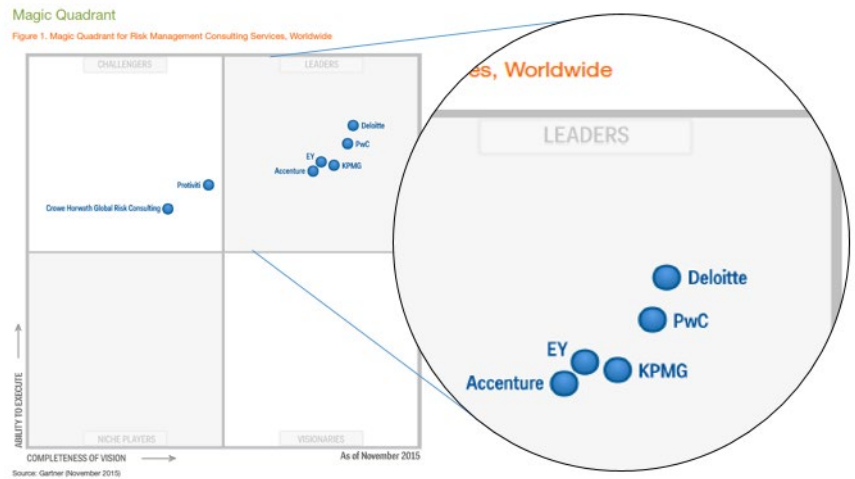 Magic Quadrant
Figure 1. Magic Quadrant for Risk Management Consulting Services, Worldwide
CHALLENGERS
LEADERS
Deloitte
PwC
EY
KPMG
Accenture
Protiviti
Crowe Horwath Global Risk Consulting
ABILITY TO EXECUTE
NICHE PLAYERS
VISIONARIES
COMPLETENESS OF VISION
As of November 2015
Source: Gartner (November 2015)
es, Worldwide
LEADERS
Deloitte
PwC
EY
KPMG
Accenture